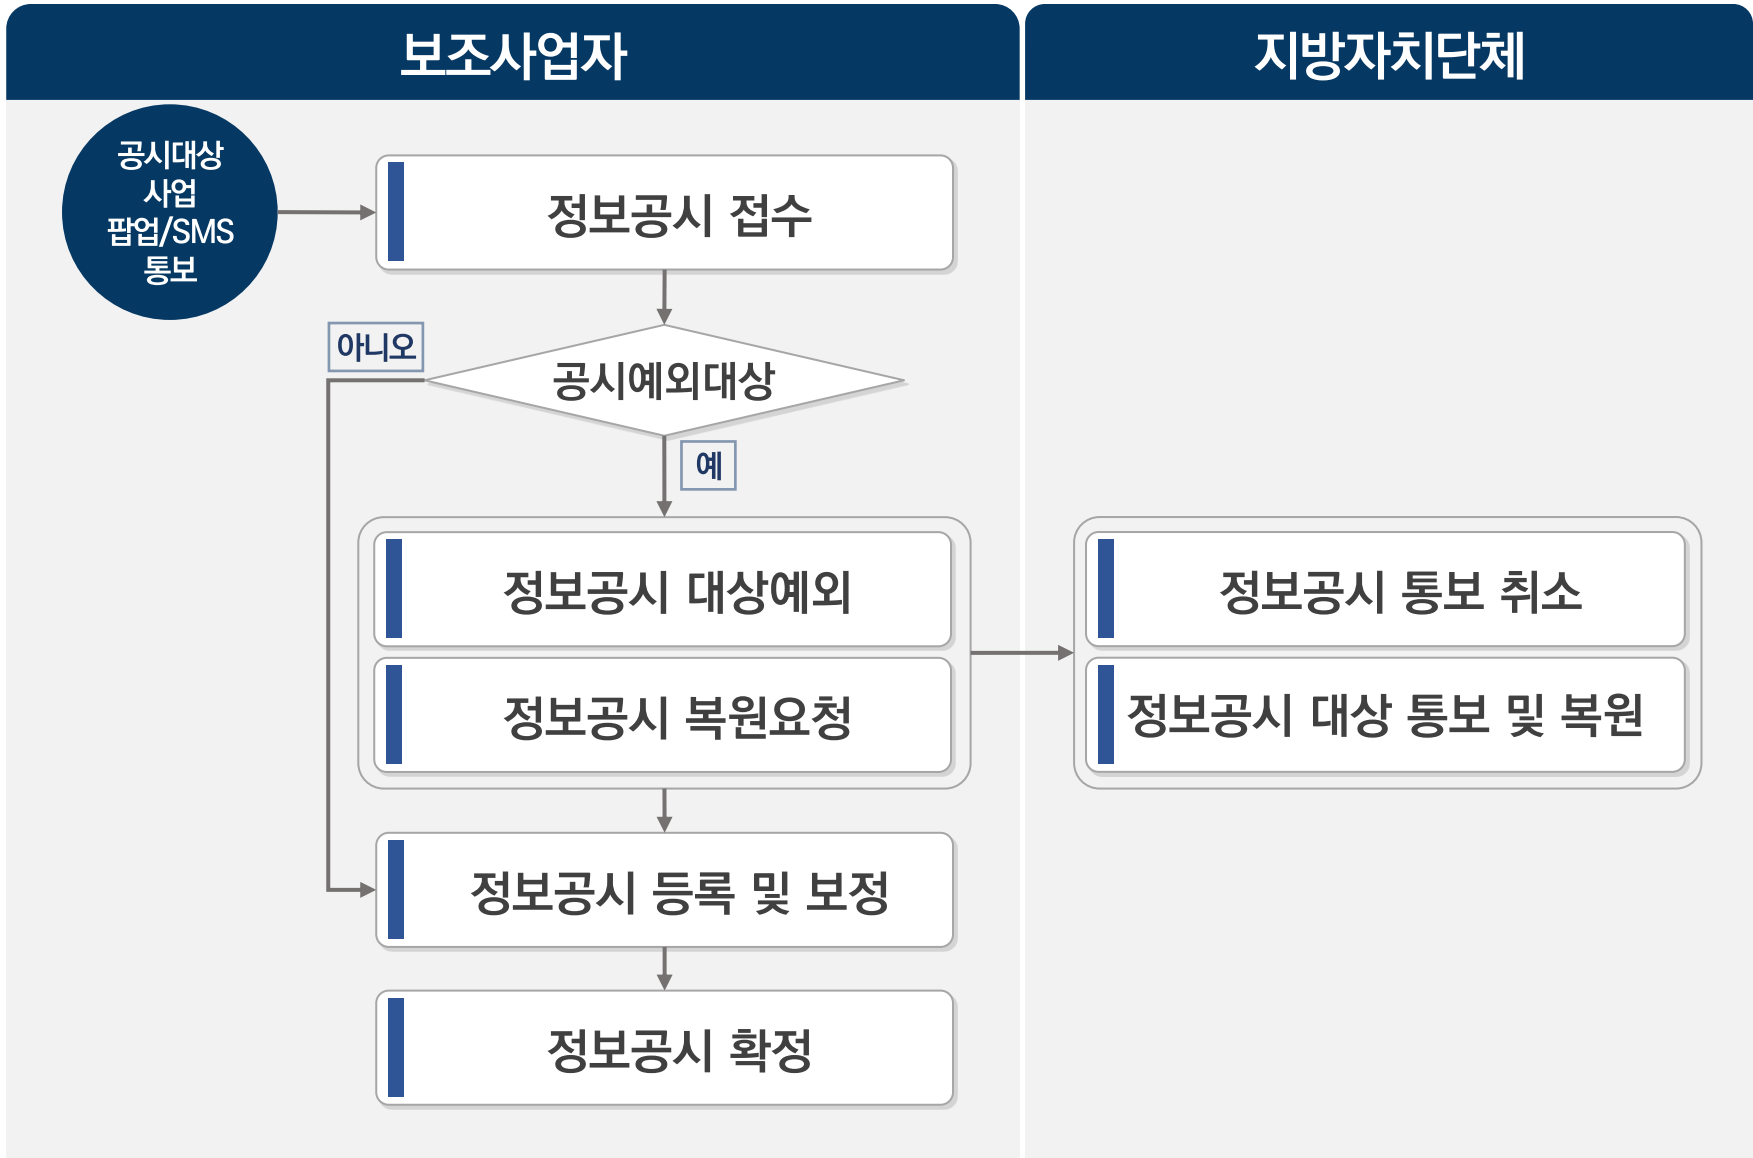 보조사업자
지방자치단체
공시대상
사업
팝업/SMS
통보
정보공시 접수
아니오
공시예외대상
예
정보공시 대상예외
정보공시 복원요청
정보공시 통보 취소
정보공시 대상 통보 및 복원
정보공시 등록 및 보정
정보공시 확정